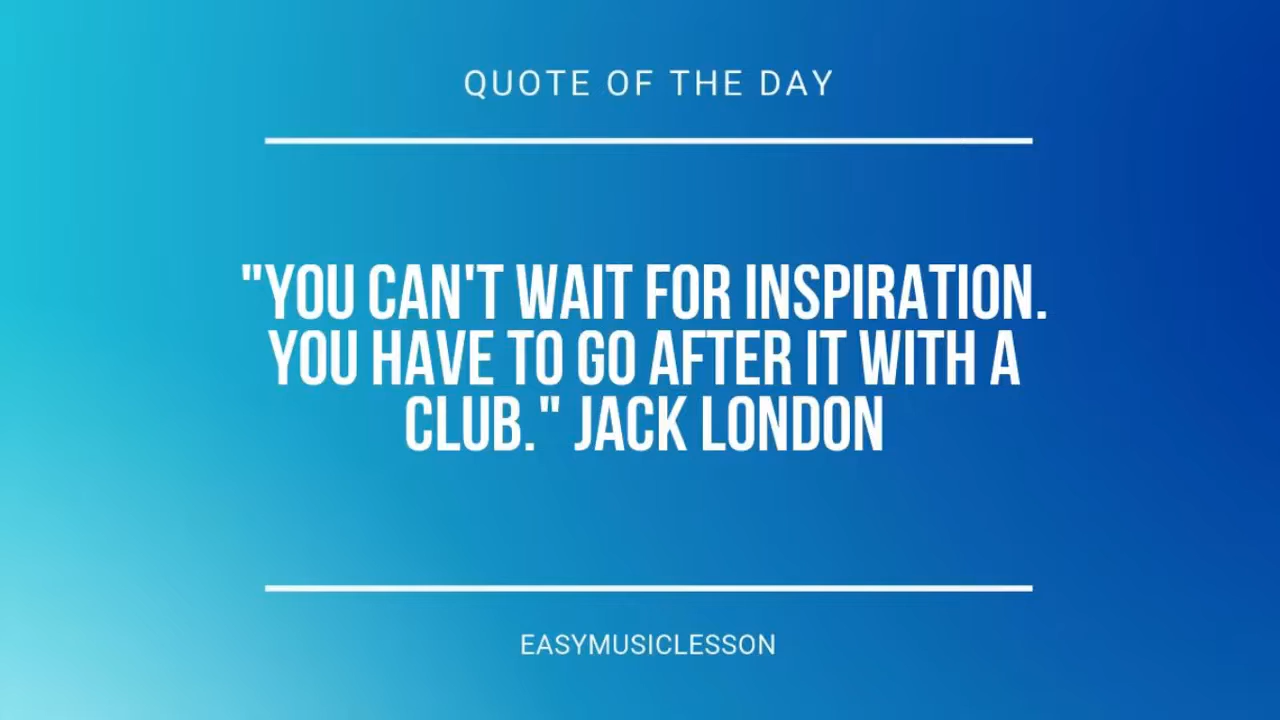 QUOTE OF THE DAY
"YOU CAN'T WAIT FOR INSPIRATION.
YOU HAVE TO GO AFTER IT WITH A
CLUB." JACK LONDON
EASYMUSICLESSON